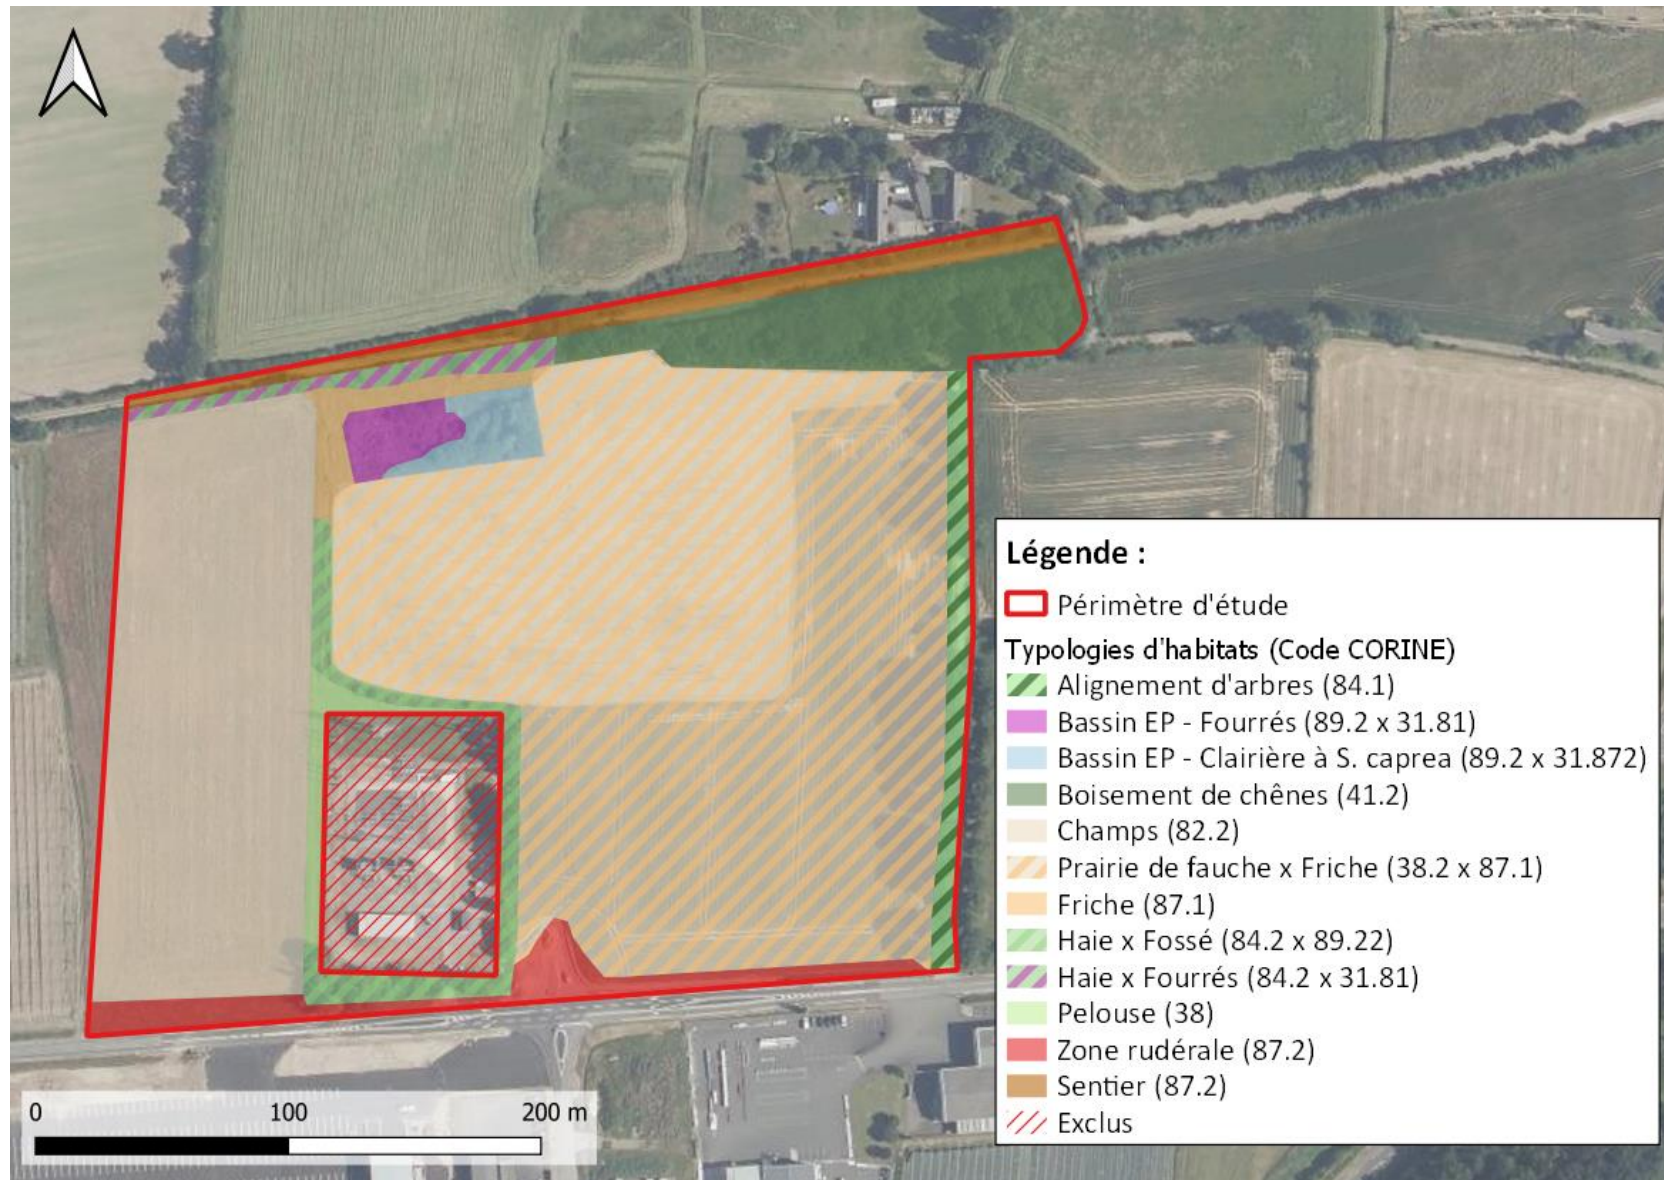 Légende :
Périmètre d'étude
Typologies d'habitats (Code CORINE)
Alignement d'arbres (84.1)
Bassin EP - Fourrés (89.2 x 31.81)
Bassin EP - Clairière à S. caprea (89.2 x 31.872)
Boisement de chênes (41.2)
Champs (82.2)
Prairie de fauche x Friche (38.2 x 87.1)
Friche (87.1)
Haie x Fossé (84.2 x 89.22)
Haie x Fourrés (84.2 x 31.81)
Pelouse (38)
Zone rudérale (87.2)
Sentier (87.2)
Exclus
0 100 200 m